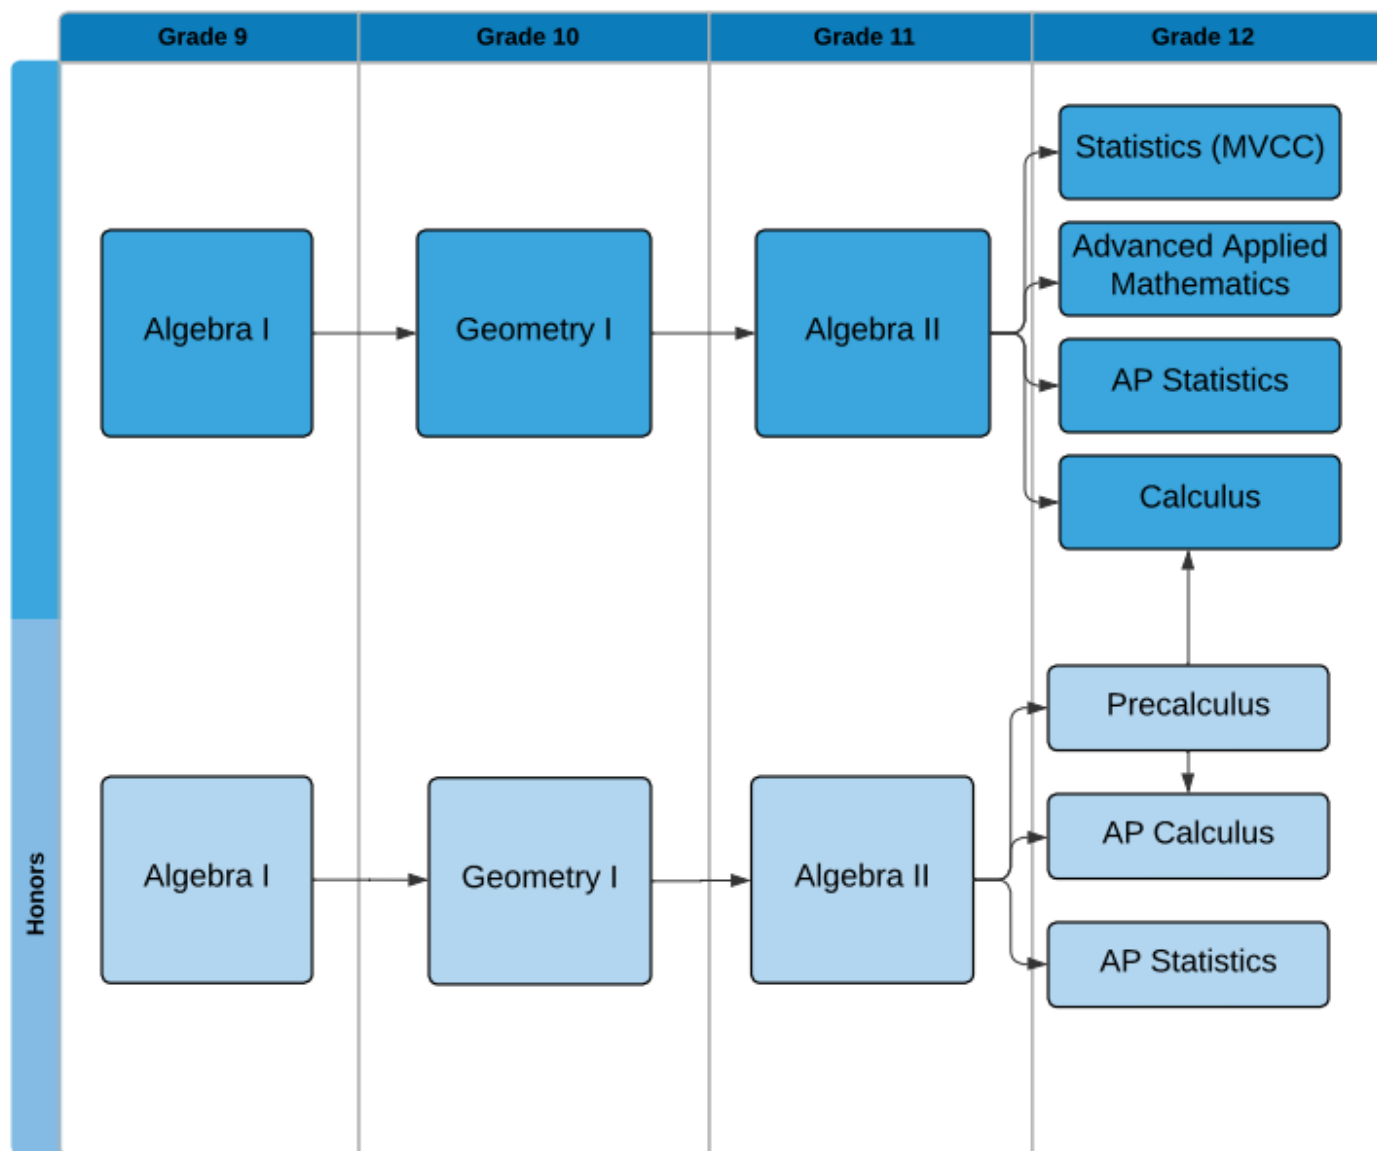 Grade 9
Grade 10
Grade 11
Grade 12
Statistics (MVCC)
Advanced Applied
Mathematics
Algebra I
Geometry I
Algebra II
AP Statistics
Calculus
Honors
Precalculus
AP Calculus
Algebra I
Geometry I
Algebra II
AP Statistics